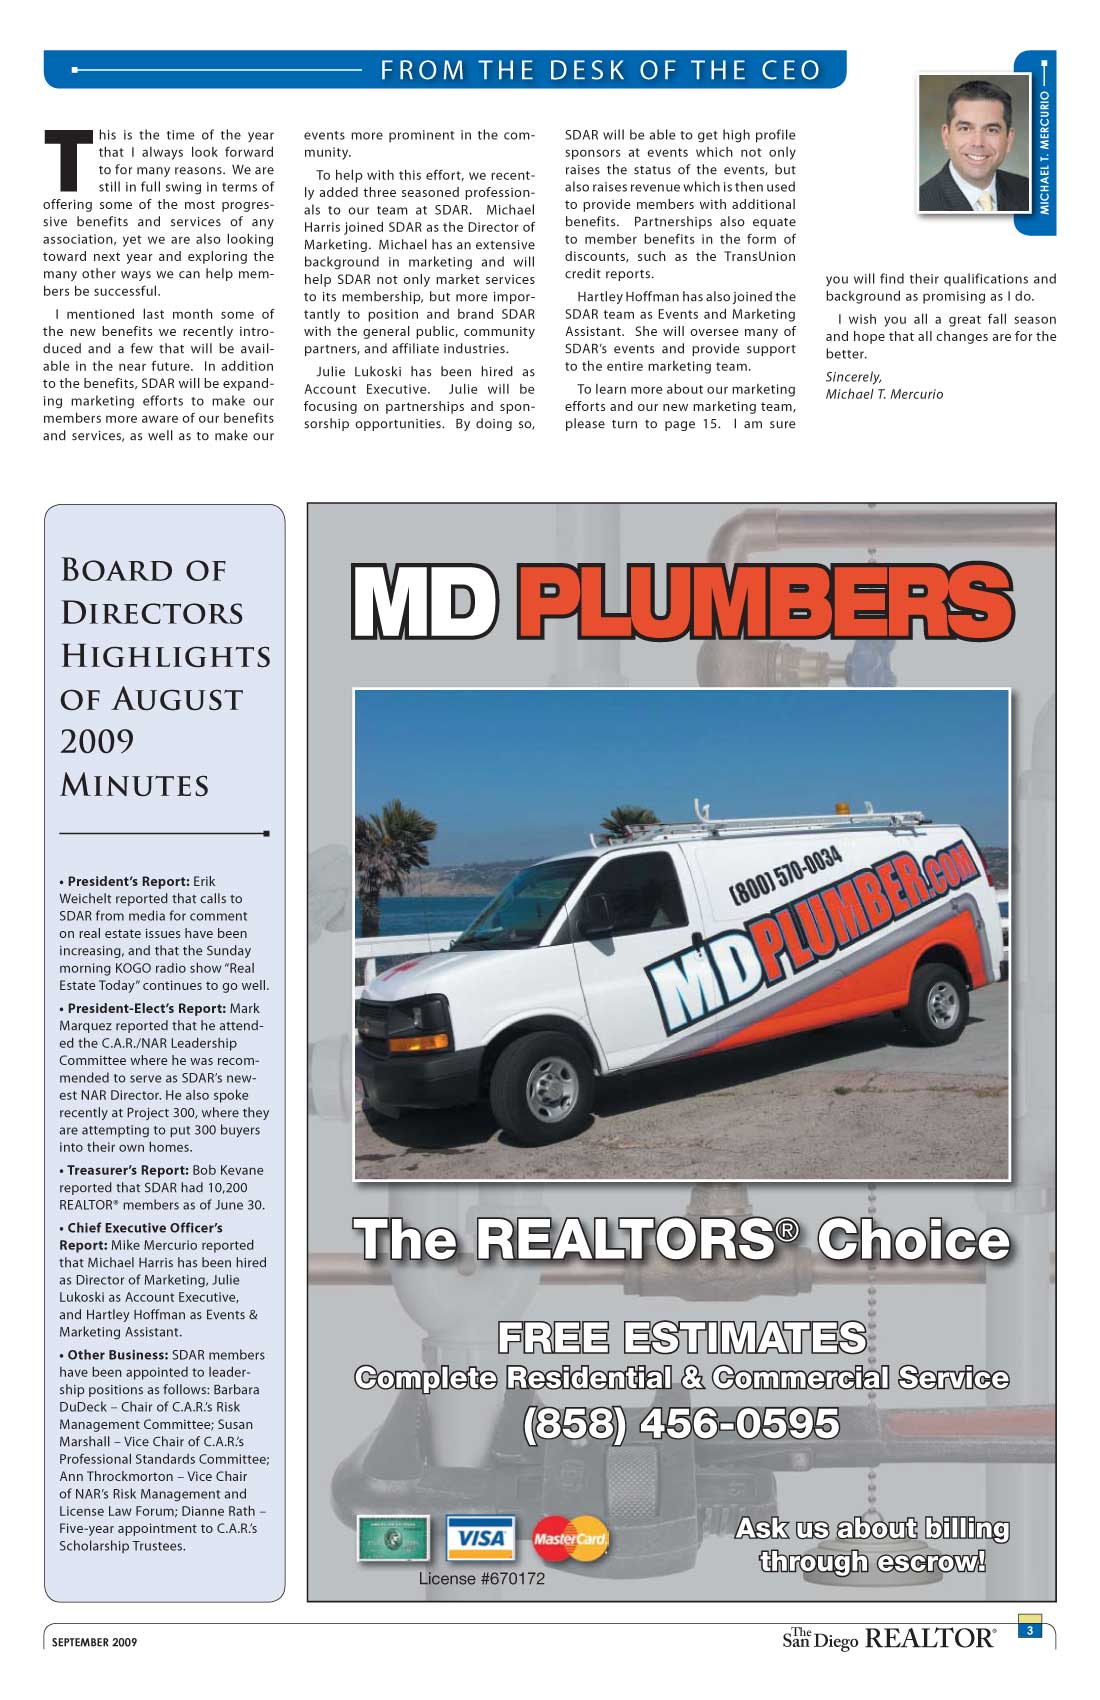 FROM THE DESK OF THE CEO
MICHAEL T. MERCURIO
This is the time of the year
that I always look forward
to for many reasons. We are
still in full swing in terms of
offering some of the most progres-
sive benefits and services of any
association, yet we are also looking
toward next year and exploring the
many other ways we can help mem-
bers be successful.
I mentioned last month some of
the new benefits we recently intro-
duced and a few that will be avail-
able in the near future. In addition
to the benefits, SDAR will be expand-
ing marketing efforts to make our
members more aware of our benefits
and services, as well as to make our
events more prominent in the com-
munity.
To help with this effort, we recent-
ly added three seasoned profession-
als to our team at SDAR. Michael
Harris joined SDAR as the Director of
Marketing. Michael has an extensive
background in marketing and will
help SDAR not only market services
to its membership, but more impor-
tantly to position and brand SDAR
with the general public, community
partners, and affiliate industries.
Julie Lukoski has been hired as
Account Executive. Julie will be
focusing on partnerships and spon-
sorship opportunities. By doing so,
SDAR will be able to get high profile
sponsors at events which not only
raises the status of the events, but
also raises revenue which is then used
to provide members with additional
benefits. Partnerships also equate
to member benefits in the form of
discounts, such as the TransUnion
credit reports.
Hartley Hoffman has also joined the
SDAR team as Events and Marketing
Assistant. She will oversee many of
SDAR's events and provide support
to the entire marketing team.
To learn more about our marketing
efforts and our new marketing team,
please turn to page 15. I am sure
you will find their qualifications and
background as promising as I do.
I wish you all a great fall season
and hope that all changes are for the
better.
Sincerely,
Michael T. Mercurio
BOARD OF
DIRECTORS
HIGHLIGHTS
OF AUGUST
2009
MINUTES
• President's Report: Erik
Weichelt reported that calls to
SDAR from media for comment
on real estate issues have been
increasing, and that the Sunday
morning KOGO radio show "Real
Estate Today" continues to go well.
• President-Elect's Report: Mark
Marquez reported that he attend-
ed the C.A.R./NAR Leadership
Committee where he was recom-
mended to serve as SDAR's new-
est NAR Director. He also spoke
recently at Project 300, where they
are attempting to put 300 buyers
into their own homes.
• Treasurer's Report: Bob Kevane
reported that SDAR had 10,200
REALTOR® members as of June 30.
• Chief Executive Officer's
Report: Mike Mercurio reported
that Michael Harris has been hired
as Director of Marketing, Julie
Lukoski as Account Executive,
and Hartley Hoffman as Events &
Marketing Assistant.
• Other Business: SDAR members
have been appointed to leader-
ship positions as follows: Barbara
DuDeck – Chair of C.A.R.'s Risk
Management Committee; Susan
Marshall – Vice Chair of C.A.R.'s
Professional Standards Committee;
Ann Throckmorton – Vice Chair
of NAR's Risk Management and
License Law Forum; Dianne Rath –
Five-year appointment to C.A.R.'s
Scholarship Trustees.
MD PLUMBERS
(800) 570-0034
MDPLUMBER.COM
The REALTORS® Choice
FREE ESTIMATES
Complete Residential & Commercial Service
(858) 456-0595
VISA
MasterCard
License #670172
Ask us about billing
through escrow!
SEPTEMBER 2009
The San Diego REALTOR®
3